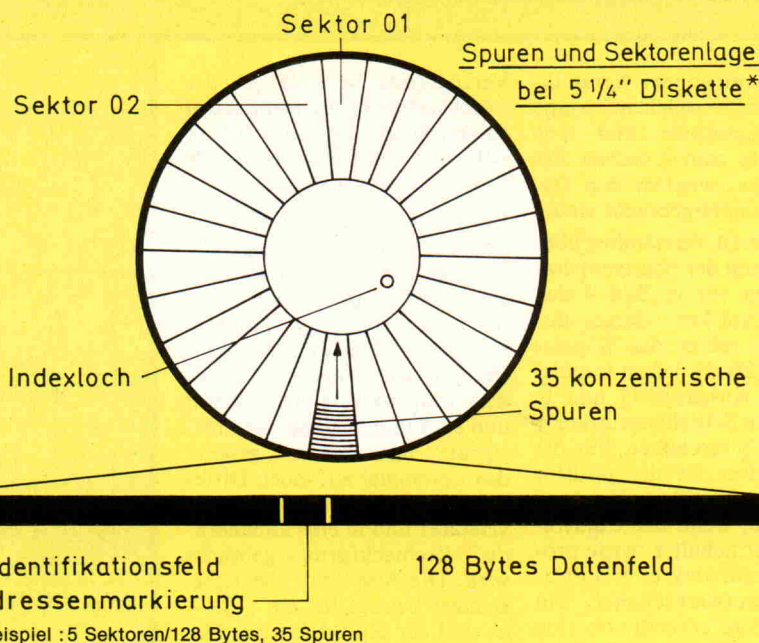 Sektor 01
Spuren und Sektorenlage
bei 5 1/4" Diskette*
Sektor 02
Indexloch
35 konzentrische
Spuren
dentifikationsfeld
dressenmarkierung
128 Bytes Datenfeld
eispiel : 5 Sektoren/128 Bytes, 35 Spuren